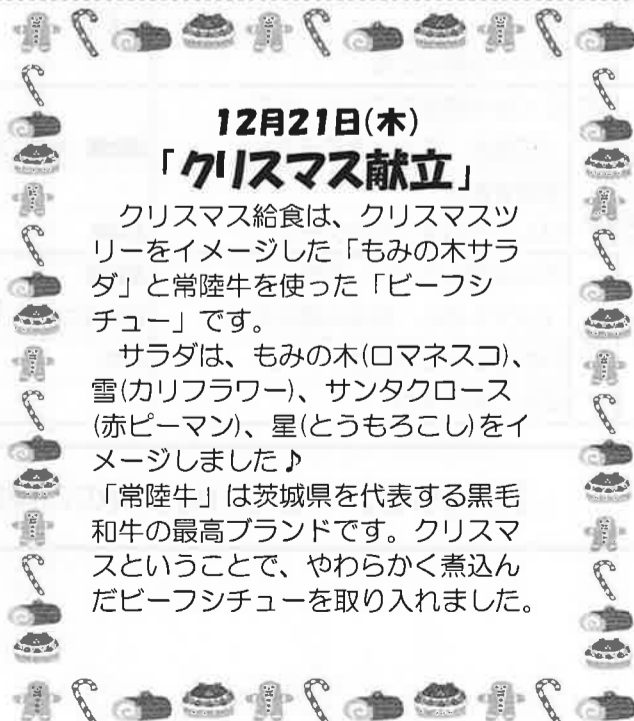 12月21日(木)
「クリスマス献立」
クリスマス給食は、クリスマスツ
リーをイメージした「もみの木サラ
ダ」と常陸牛を使った「ビーフシ
チュー」です。
サラダは、もみの木(ロマネスコ)、
雪(カリフラワー)、サンタクロース
(赤ピーマン)、星(とうもろこし)をイ
メージしました♪
「常陸牛」は茨城県を代表する黒毛
和牛の最高ブランドです。クリスマ
スということで、やわらかく煮込ん
だビーフシチューを取り入れました。